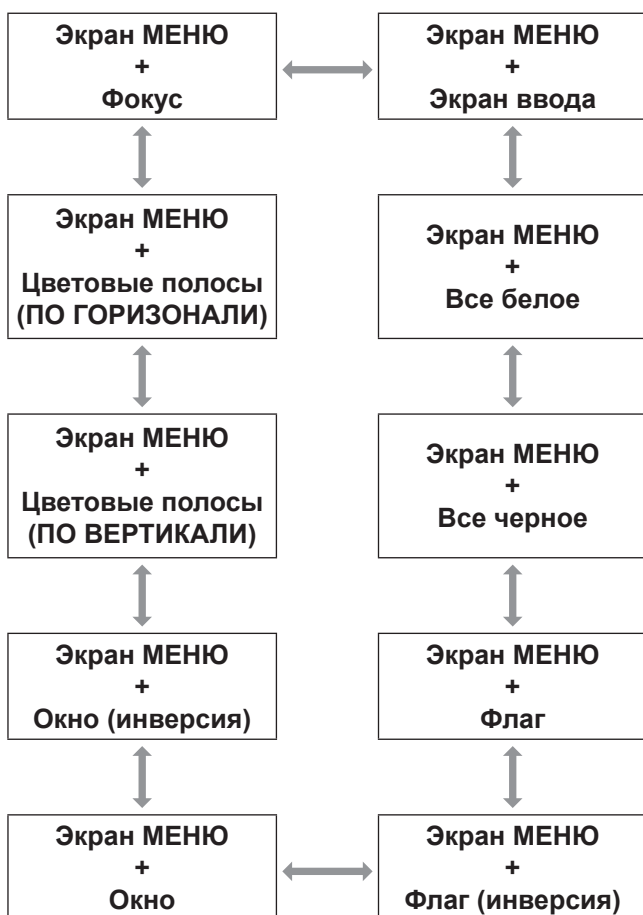 Экран МЕНЮ
+
Фокус
Экран МЕНЮ
+
Экран ввода
Экран МЕНЮ
+
Цветовые полосы
(ПО ГОРИЗОНАЛИ)
Экран МЕНЮ
+
Все белое
Экран МЕНЮ
+
Цветовые полосы
(ПО ВЕРТИКАЛИ)
Экран МЕНЮ
+
Все черное
Экран МЕНЮ
+
Окно (инверсия)
Экран МЕНЮ
+
Флаг
Экран МЕНЮ
+
Окно
Экран МЕНЮ
+
Флаг (инверсия)